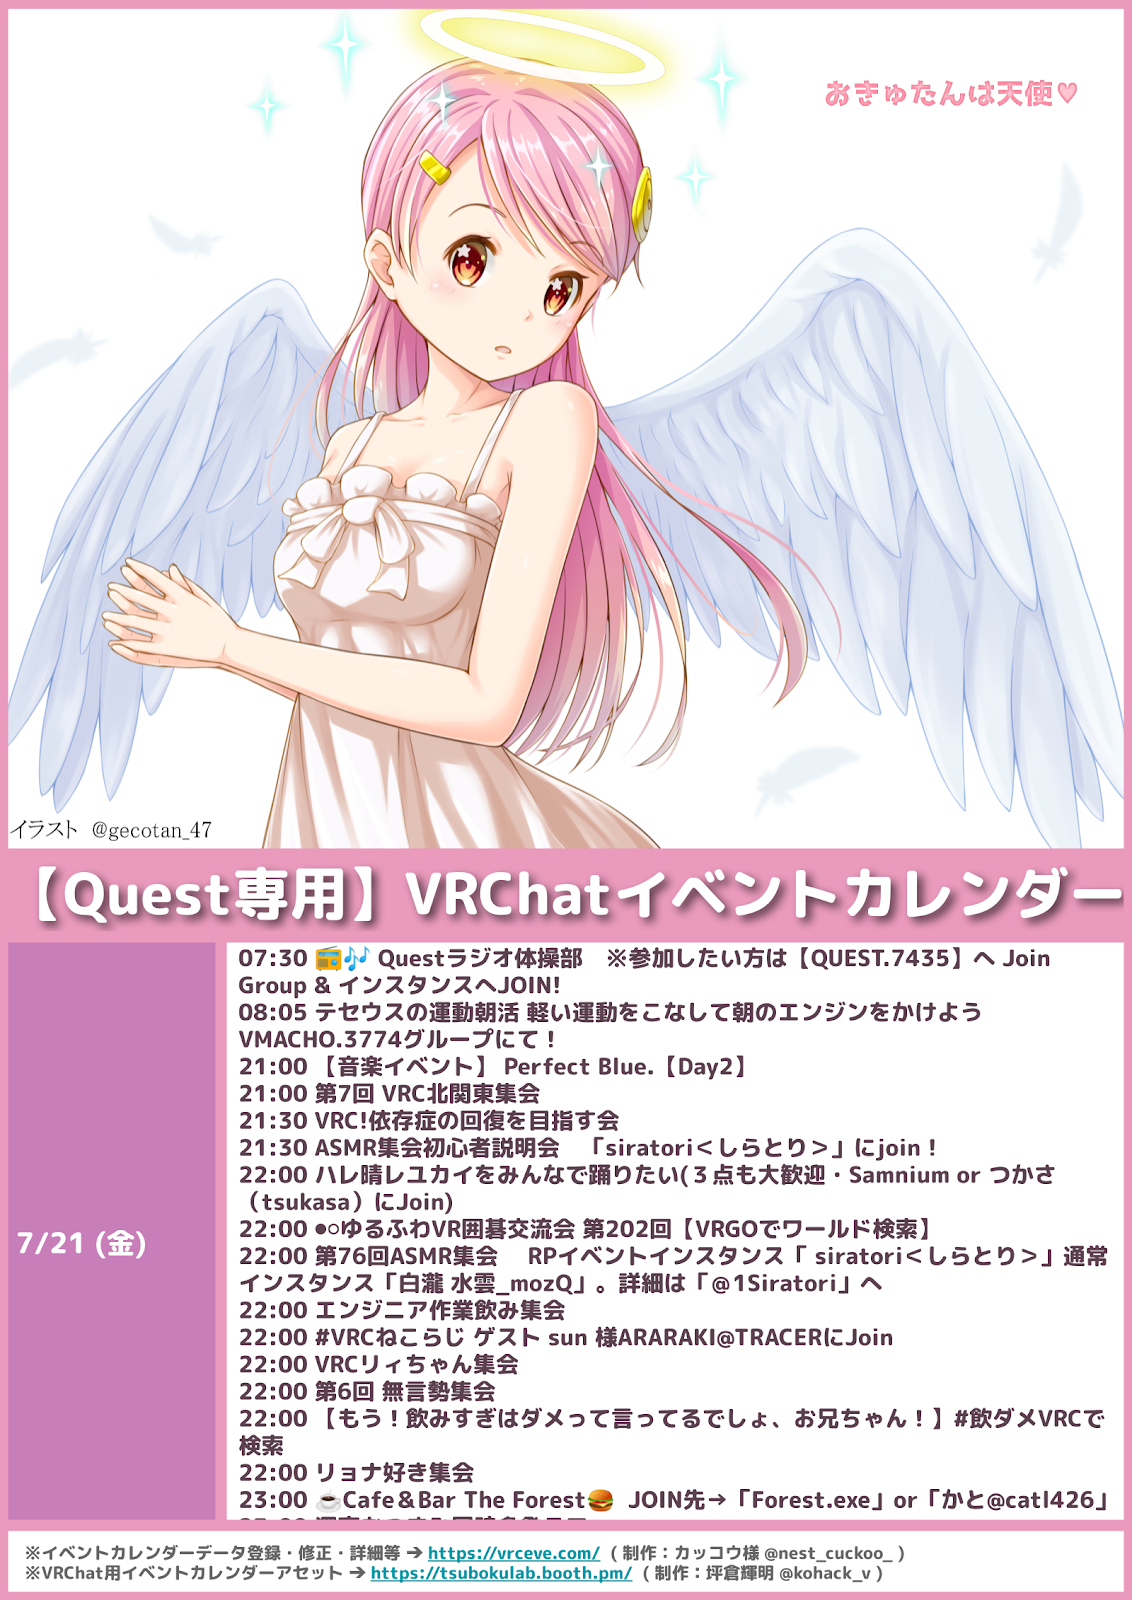 おきゅたんは天使♥
イラスト @gecotan_47
【Quest専用】VRChatイベントカレンダー
7/21 (金)
07:30 📻🎶 Questラジオ体操部　※参加したい方は【QUEST.7435】へ Join
Group & インスタンスへJOIN!
08:05 テセウスの運動朝活 軽い運動をこなして朝のエンジンをかけよう
VMACHO.3774グループにて！
21:00 【音楽イベント】 Perfect Blue.【Day2】
21:00 第7回 VRC北関東集会
21:30 VRC!依存症の回復を目指す会
21:30 ASMR集会初心者説明会　「siratori＜しらとり＞」にjoin！
22:00 ハレ晴レユカイをみんなで踊りたい(３点も大歓迎・Samnium or つかさ
（tsukasa）にJoin)
22:00 ⚫︎⚪︎ゆるふわVR囲碁交流会 第202回【VRGOでワールド検索】
22:00 第76回ASMR集会　 RPイベントインスタンス「 siratori＜しらとり＞」通常
インスタンス「白瀧 水雲_mozQ」。詳細は「＠1Siratori」へ
22:00 エンジニア作業飲み集会
22:00 #VRCねこらじ ゲスト sun 様ARARAKI@TRACERにJoin
22:00 VRCリィちゃん集会
22:00 第6回 無言勢集会
22:00 【もう！飲みすぎはダメって言ってるでしょ、お兄ちゃん！】#飲ダメVRCで
検索
22:00 リョナ好き集会
23:00 ☕Cafe＆Bar The Forest🍔 JOIN先→「Forest.exe」or「かと@catl426」
※イベントカレンダーデータ登録・修正・詳細等 ➔ https://vrceve.com/ （ 制作：カッコウ様 @nest_cuckoo_ ）
※VRChat用イベントカレンダーアセット ➔ https://tsubokulab.booth.pm/ （ 制作：坪倉輝明 @kohack_v ）